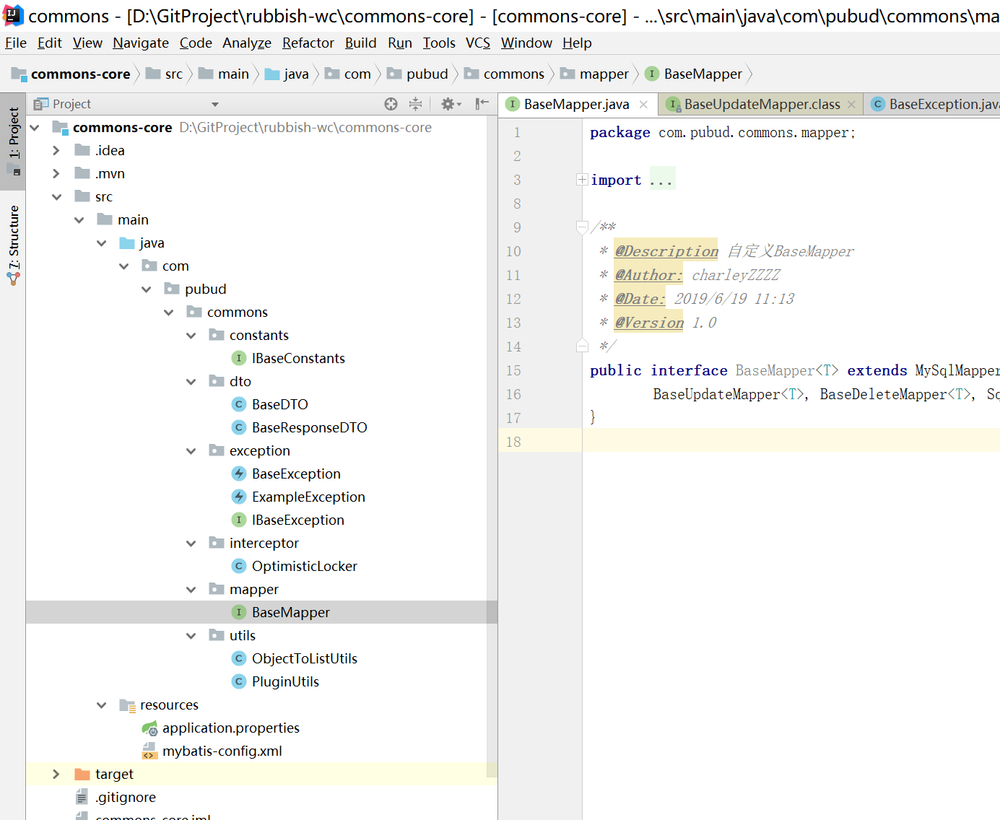 commons - [D:\GitProject\rubbish-wc\commons-core] - [commons-core] - ...\src\main\java\com\pubud\commons\ma
File Edit View Navigate Code Analyze Refactor Build Run Tools VCS Window Help
commons-core src main java com pubud commons mapper BaseMapper
1: Project
7: Structure
Project
commons-core D:\GitProject\rubbish-wc\commons-core
.idea
.mvn
src
main
java
com
pubud
commons
constants
IBaseConstants
dto
BaseDTO
BaseResponseDTO
exception
BaseException
ExampleException
IBaseException
interceptor
OptimisticLocker
mapper
BaseMapper
utils
ObjectToListUtils
PluginUtils
resources
application.properties
mybatis-config.xml
target
.gitignore
commons-core.iml
BaseMapper.java BaseUpdateMapper.class BaseException.java
1 package com.pubud.commons.mapper;
2
3 import ...
8
9 /**
10 * @Description 自定义BaseMapper
11 * @Author: charleyZZZZ
12 * @Date: 2019/6/19 11:13
13 * @Version 1.0
14 */
15 public interface BaseMapper<T> extends MySqlMapper
16 BaseUpdateMapper<T>, BaseDeleteMapper<T>, Sq
17 }
18